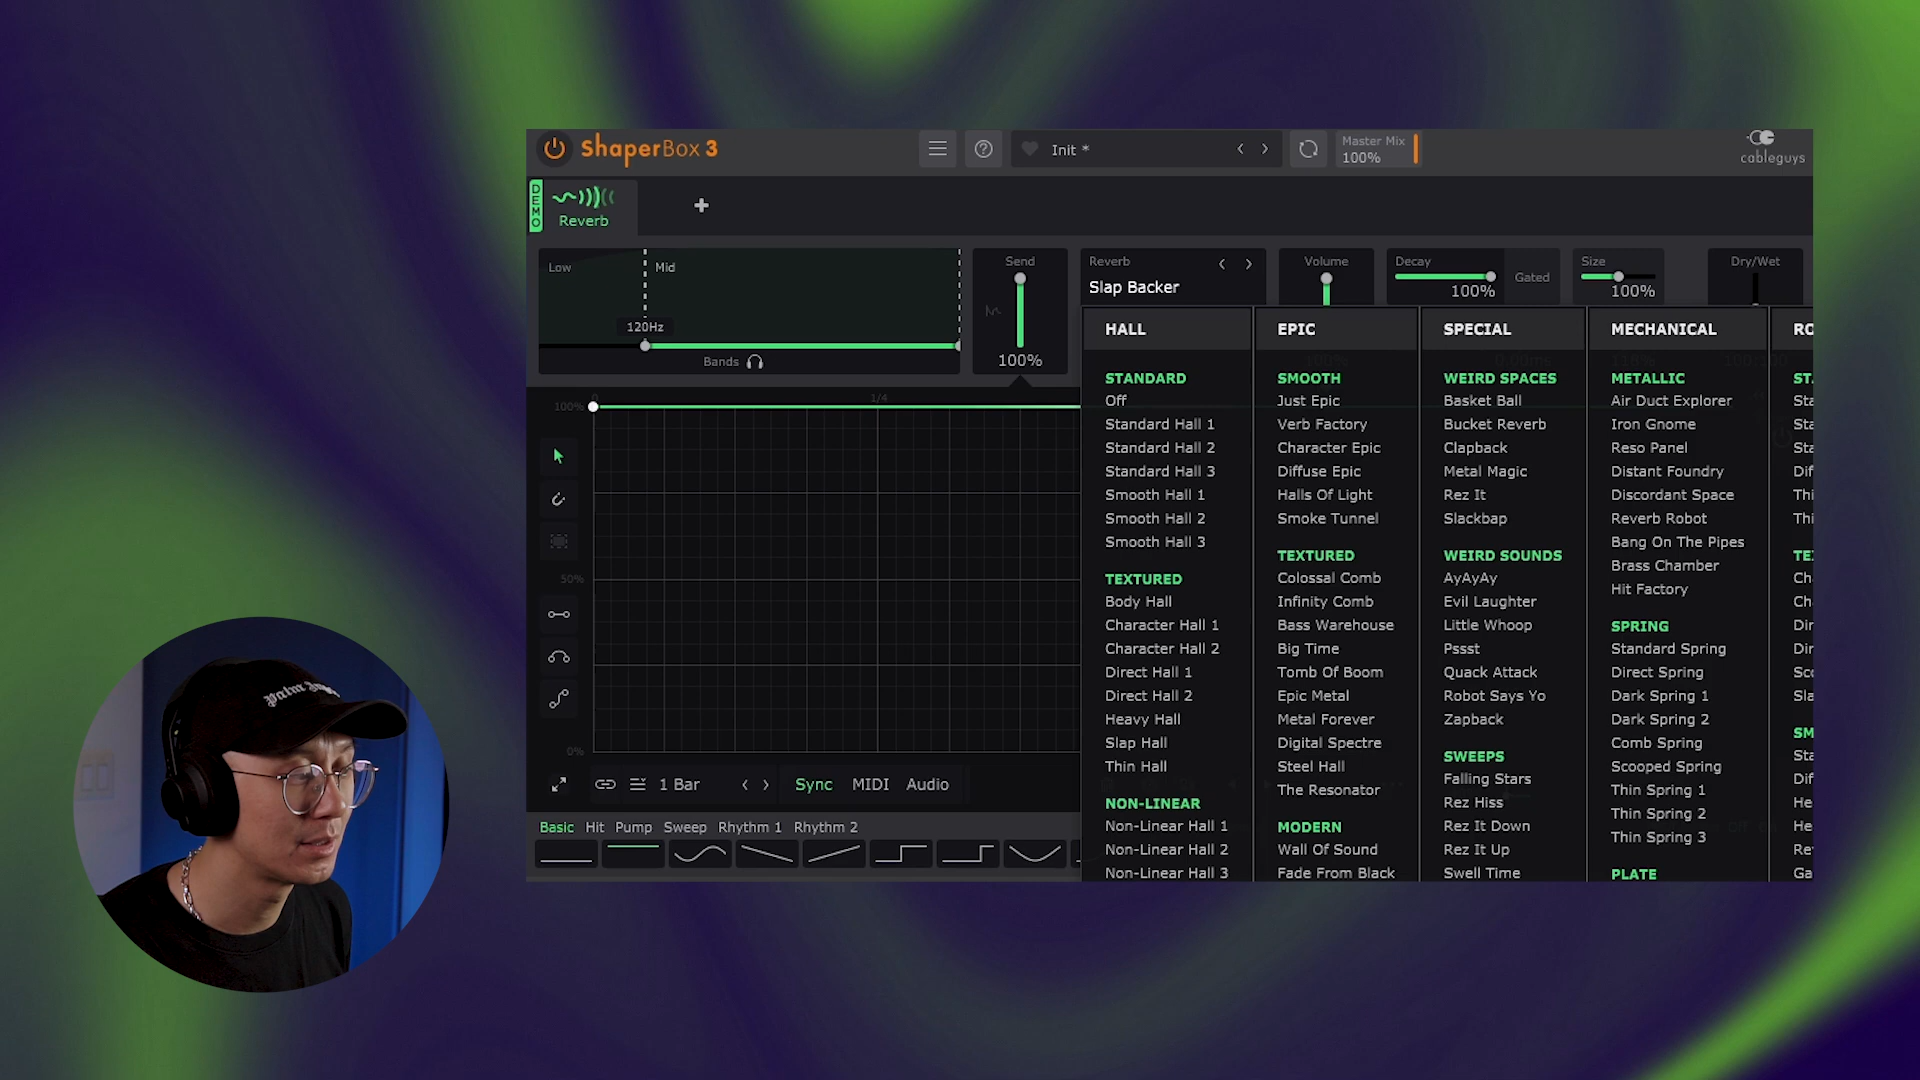 ShaperBox 3
Init *
Master Mix
100%
cableguys
DEMO
Reverb
+
Low
Mid
120Hz
Bands
Send
100%
Reverb
Slap Backer
Volume
Decay
100%
Gated
Size
100%
Dry/Wet
100%
1/4
50%
0%
1 Bar
Sync MIDI Audio
Basic Hit Pump Sweep Rhythm 1 Rhythm 2
HALL
STANDARD
Off
Standard Hall 1
Standard Hall 2
Standard Hall 3
Smooth Hall 1
Smooth Hall 2
Smooth Hall 3
TEXTURED
Body Hall
Character Hall 1
Character Hall 2
Direct Hall 1
Direct Hall 2
Heavy Hall
Slap Hall
Thin Hall
NON-LINEAR
Non-Linear Hall 1
Non-Linear Hall 2
Non-Linear Hall 3
EPIC
SMOOTH
Just Epic
Verb Factory
Character Epic
Diffuse Epic
Halls Of Light
Smoke Tunnel
TEXTURED
Colossal Comb
Infinity Comb
Bass Warehouse
Big Time
Tomb Of Boom
Epic Metal
Metal Forever
Digital Spectre
Steel Hall
The Resonator
MODERN
Wall Of Sound
Fade From Black
SPECIAL
WEIRD SPACES
Basket Ball
Bucket Reverb
Clapback
Metal Magic
Rez It
Slackbap
WEIRD SOUNDS
AyAyAy
Evil Laughter
Little Whoop
Pssst
Quack Attack
Robot Says Yo
Zapback
SWEEPS
Falling Stars
Rez Hiss
Rez It Down
Rez It Up
Swell Time
MECHANICAL
METALLIC
Air Duct Explorer
Iron Gnome
Reso Panel
Distant Foundry
Discordant Space
Reverb Robot
Bang On The Pipes
Brass Chamber
Hit Factory
SPRING
Standard Spring
Direct Spring
Dark Spring 1
Dark Spring 2
Comb Spring
Scooped Spring
Thin Spring 1
Thin Spring 2
Thin Spring 3
PLATE